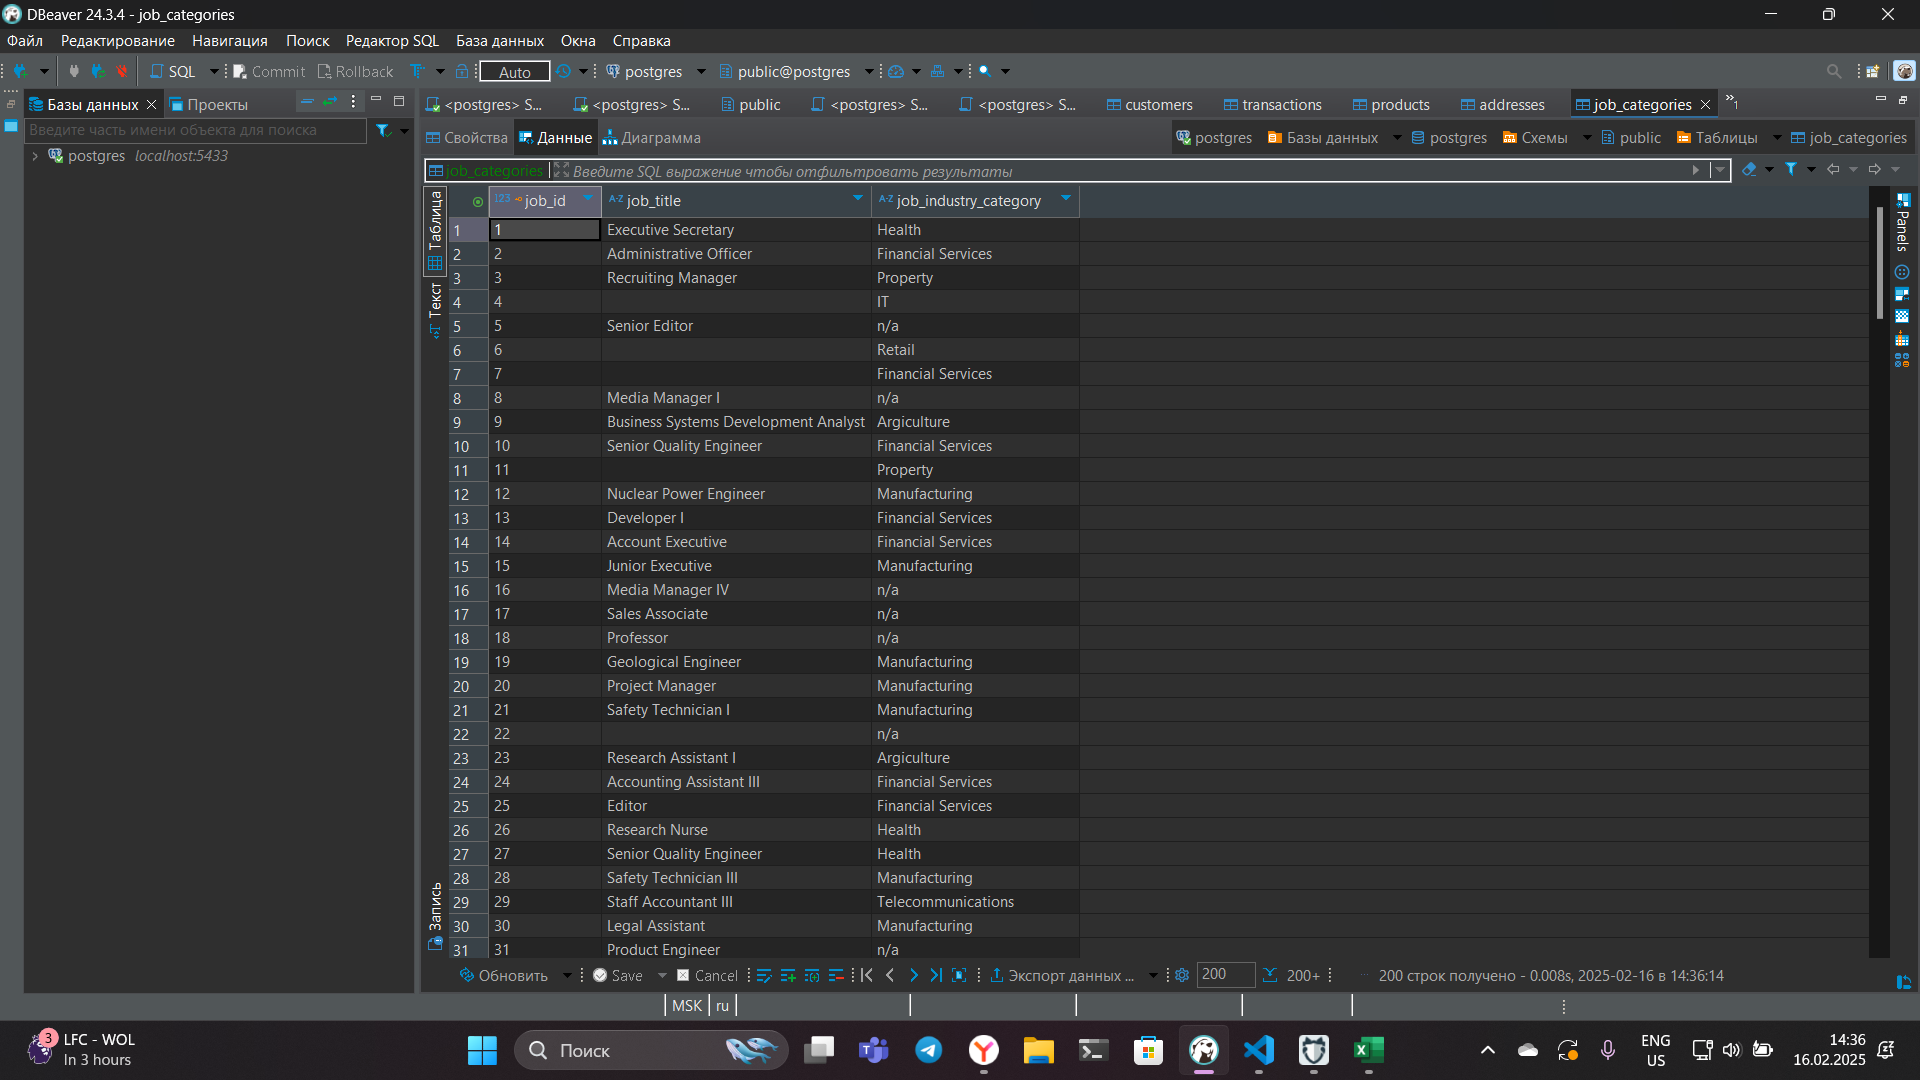 DBeaver 24.3.4 - job_categories
Файл Редактирование Навигация Поиск Редактор SQL База данных Окна Справка
SQL Commit Rollback Auto postgres public@postgres
Базы данных Проекты
<postgres> S... <postgres> S... public <postgres> S... <postgres> S... customers transactions products addresses job_categories »1
Введите часть имени объекта для поиска
Свойства Данные Диаграмма
postgres Базы данных postgres Схемы public Таблицы job_categories
postgres localhost:5433
job_categories Введите SQL выражение чтобы отфильтровать результаты
Таблица
Текст
Запись
Panels
123 job_id A-Z job_title A-Z job_industry_category
1 1 Executive Secretary Health
2 2 Administrative Officer Financial Services
3 3 Recruiting Manager Property
4 4 IT
5 5 Senior Editor n/a
6 6 Retail
7 7 Financial Services
8 8 Media Manager I n/a
9 9 Business Systems Development Analyst Argiculture
10 10 Senior Quality Engineer Financial Services
11 11 Property
12 12 Nuclear Power Engineer Manufacturing
13 13 Developer I Financial Services
14 14 Account Executive Financial Services
15 15 Junior Executive Manufacturing
16 16 Media Manager IV n/a
17 17 Sales Associate n/a
18 18 Professor n/a
19 19 Geological Engineer Manufacturing
20 20 Project Manager Manufacturing
21 21 Safety Technician I Manufacturing
22 22 n/a
23 23 Research Assistant I Argiculture
24 24 Accounting Assistant III Financial Services
25 25 Editor Financial Services
26 26 Research Nurse Health
27 27 Senior Quality Engineer Health
28 28 Safety Technician III Manufacturing
29 29 Staff Accountant III Telecommunications
30 30 Legal Assistant Manufacturing
31 31 Product Engineer n/a
Обновить Save Cancel Экспорт данных ... 200 200+ 200 строк получено - 0.008s, 2025-02-16 в 14:36:14
MSK ru
3 LFC - WOL
In 3 hours
Поиск
ENG
US
14:36
16.02.2025